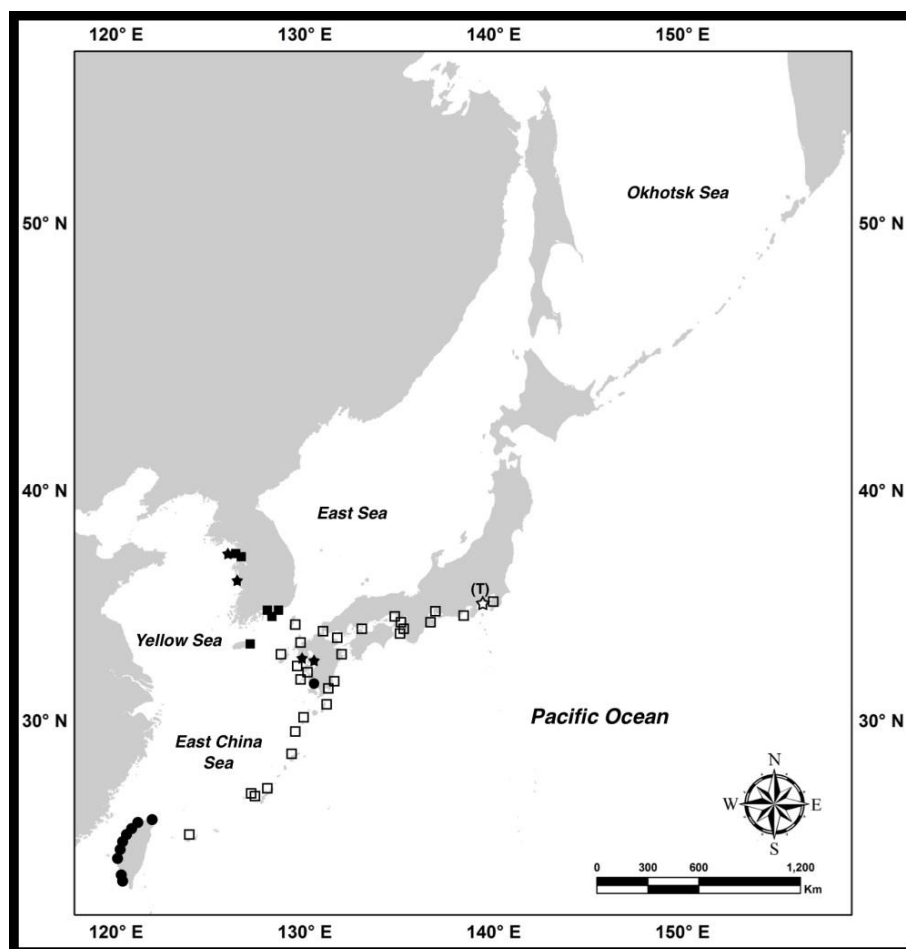 120° E 130° E 140° E 150° E
Okhotsk Sea
50° N 50° N
40° N 40° N
East Sea
(T)
Yellow Sea
30° N 30° N
Pacific Ocean
East China
Sea
N
W E
S
0 300 600 1,200
Km
120° E 130° E 140° E 150° E